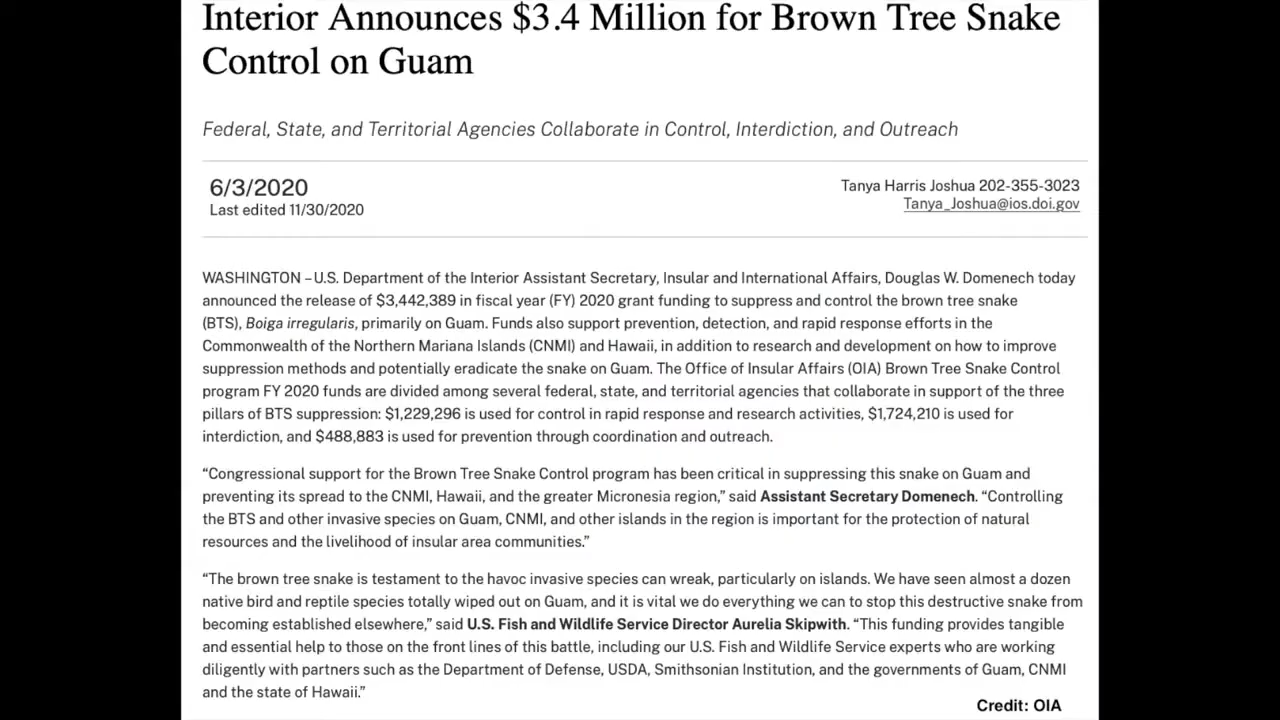 Interior Announces $3.4 Million for Brown Tree Snake
Control on Guam
Federal, State, and Territorial Agencies Collaborate in Control, Interdiction, and Outreach
6/3/2020
Last edited 11/30/2020
Tanya Harris Joshua 202-355-3023
Tanya_Joshua@ios.doi.gov
WASHINGTON – U.S. Department of the Interior Assistant Secretary, Insular and International Affairs, Douglas W. Domenech today
announced the release of $3,442,389 in fiscal year (FY) 2020 grant funding to suppress and control the brown tree snake
(BTS), Boiga irregularis, primarily on Guam. Funds also support prevention, detection, and rapid response efforts in the
Commonwealth of the Northern Mariana Islands (CNMI) and Hawaii, in addition to research and development on how to improve
suppression methods and potentially eradicate the snake on Guam. The Office of Insular Affairs (OIA) Brown Tree Snake Control
program FY 2020 funds are divided among several federal, state, and territorial agencies that collaborate in support of the three
pillars of BTS suppression: $1,229,296 is used for control in rapid response and research activities, $1,724,210 is used for
interdiction, and $488,883 is used for prevention through coordination and outreach.
“Congressional support for the Brown Tree Snake Control program has been critical in suppressing this snake on Guam and
preventing its spread to the CNMI, Hawaii, and the greater Micronesia region,” said Assistant Secretary Domenech. “Controlling
the BTS and other invasive species on Guam, CNMI, and other islands in the region is important for the protection of natural
resources and the livelihood of insular area communities.”
“The brown tree snake is testament to the havoc invasive species can wreak, particularly on islands. We have seen almost a dozen
native bird and reptile species totally wiped out on Guam, and it is vital we do everything we can to stop this destructive snake from
becoming established elsewhere,” said U.S. Fish and Wildlife Service Director Aurelia Skipwith. “This funding provides tangible
and essential help to those on the front lines of this battle, including our U.S. Fish and Wildlife Service experts who are working
diligently with partners such as the Department of Defense, USDA, Smithsonian Institution, and the governments of Guam, CNMI
and the state of Hawaii.”
Credit: OIA